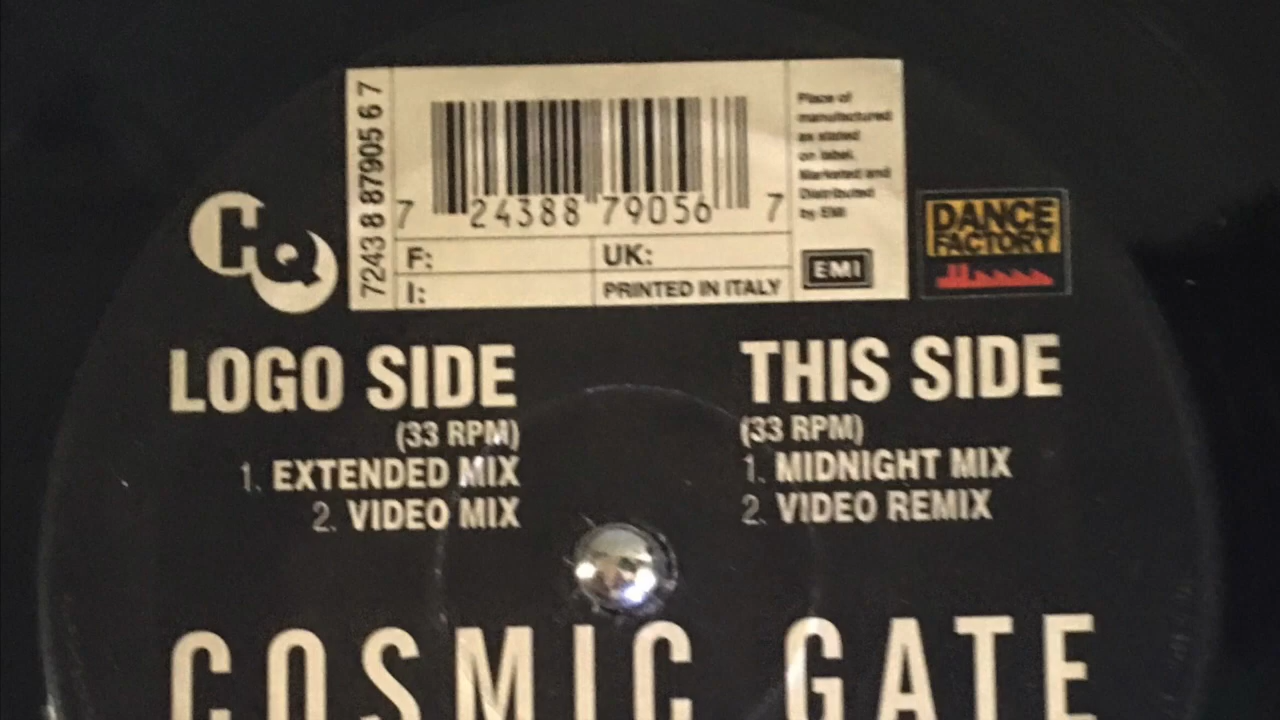 7243 8 87905 6 7
7 24388 79056 7
F:
UK:
I:
PRINTED IN ITALY
Place of
manufactured
as stated
on label.
Marketed and
Distributed
by EMI
EMI
HQ
DANCE
FACTORY
LOGO SIDE
(33 RPM)
1. EXTENDED MIX
2. VIDEO MIX
THIS SIDE
(33 RPM)
1. MIDNIGHT MIX
2. VIDEO REMIX
COSMIC GATE